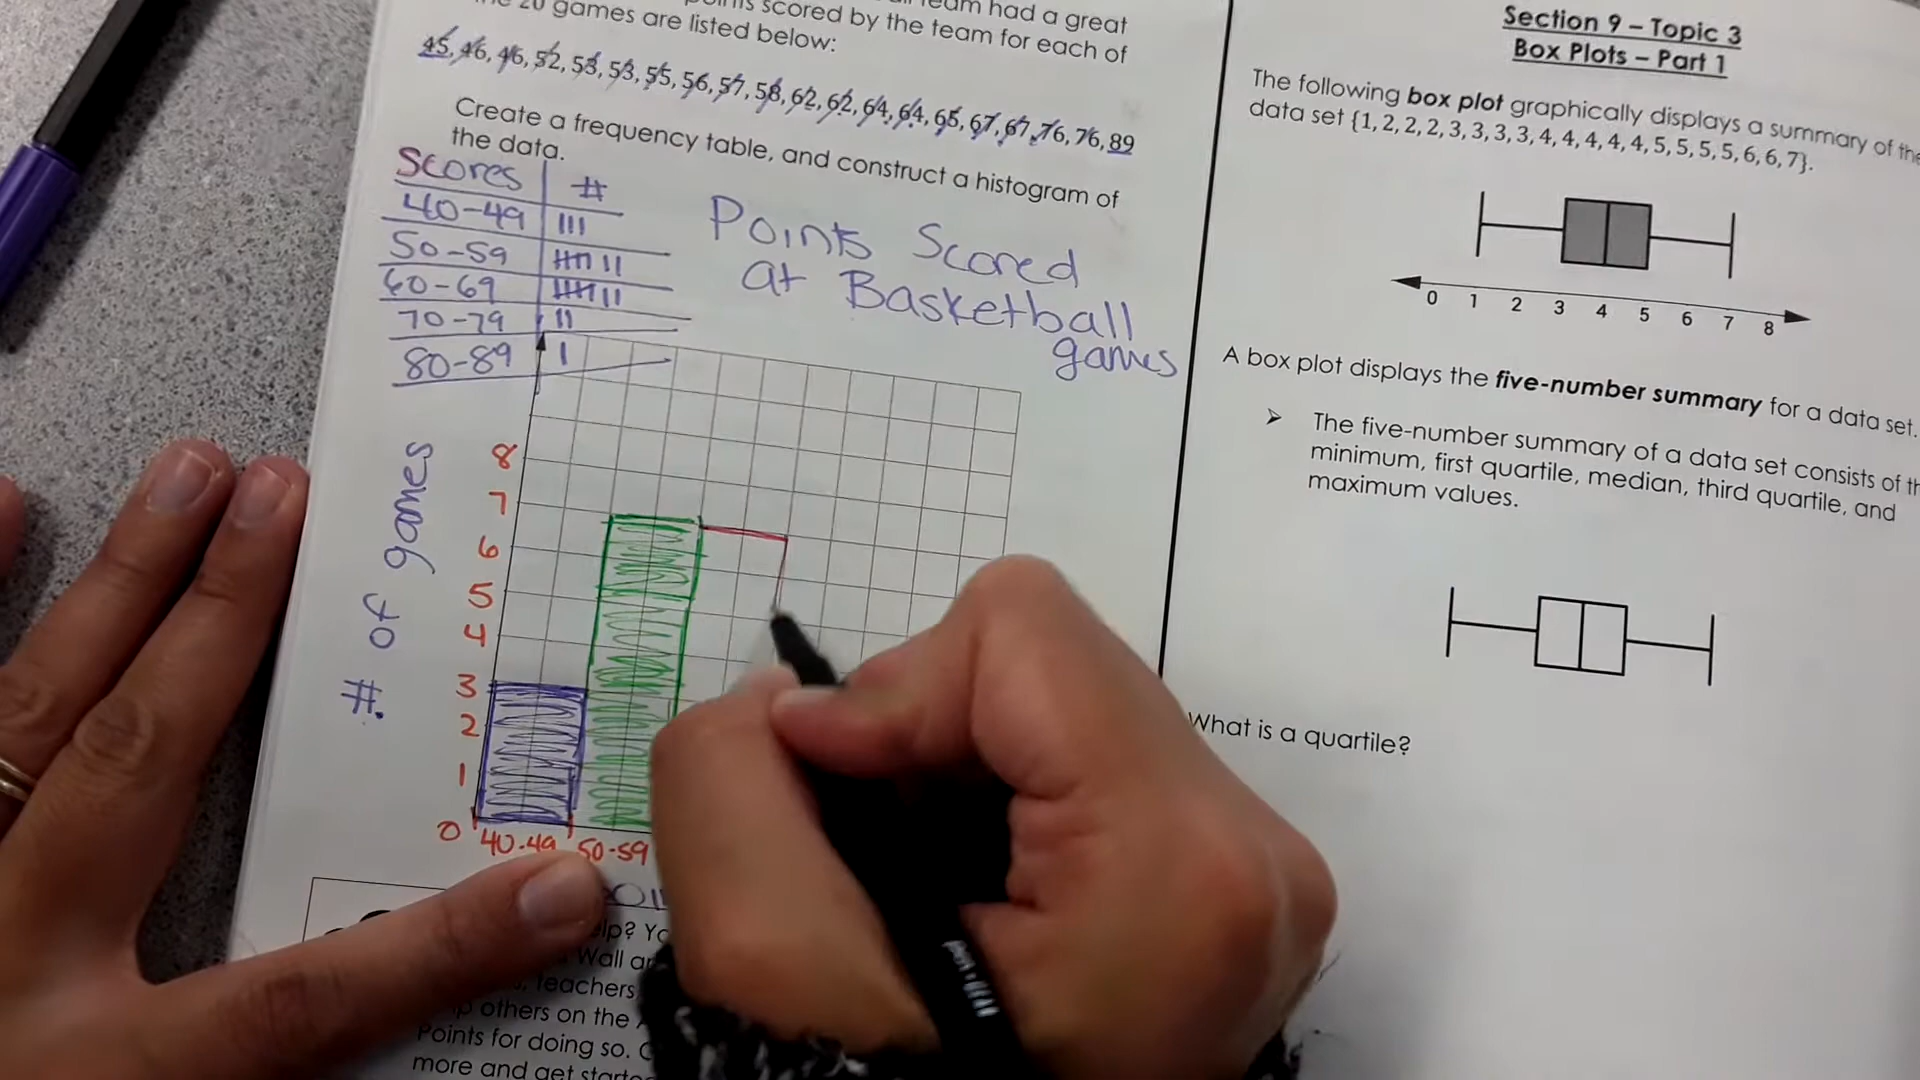 eam had a great
points scored by the team for each of
20 games are listed below:
45, 46, 46, 52, 53, 53, 55, 56, 57, 58, 62, 62, 64, 64, 65, 67, 67, 76, 76, 89
Create a frequency table, and construct a histogram of
the data.
Scores #
40-49 |||
50-59 |||| ||
60-69 |||| ||
70-79 ||
80-89 |
Points Scored
at Basketball
games
# of games
8
7
6
5
4
3
2
1
0
40-49 50-59
elp? Yo
Wall
teachers
others on the
Points for doing so.
more and get starte
Section 9 – Topic 3
Box Plots – Part 1
The following box plot graphically displays a summary of the
data set {1, 2, 2, 2, 3, 3, 3, 3, 4, 4, 4, 4, 4, 5, 5, 5, 5, 6, 6, 7}.
0 1 2 3 4 5 6 7 8
A box plot displays the five-number summary for a data set.
➢ The five-number summary of a data set consists of th
minimum, first quartile, median, third quartile, and
maximum values.
What is a quartile?